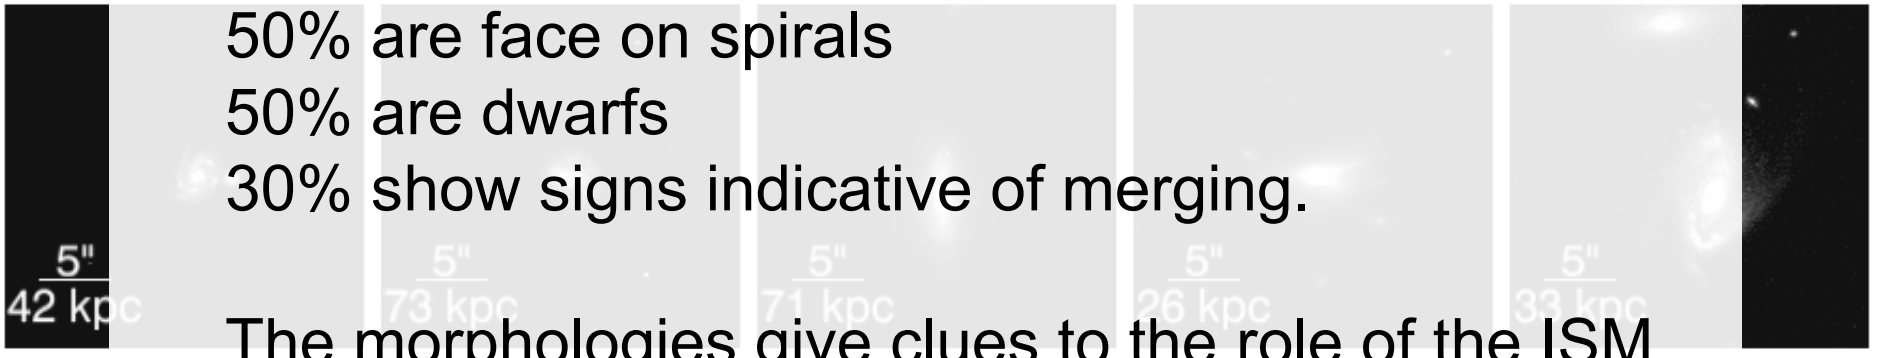 50% are face on spirals
50% are dwarfs
30% show signs indicative of merging.
5" 5" 5" 5" 5"
42 kpc 73 kpc 71 kpc 26 kpc 33 kpc
The morphologies give clues to the role of the ISM